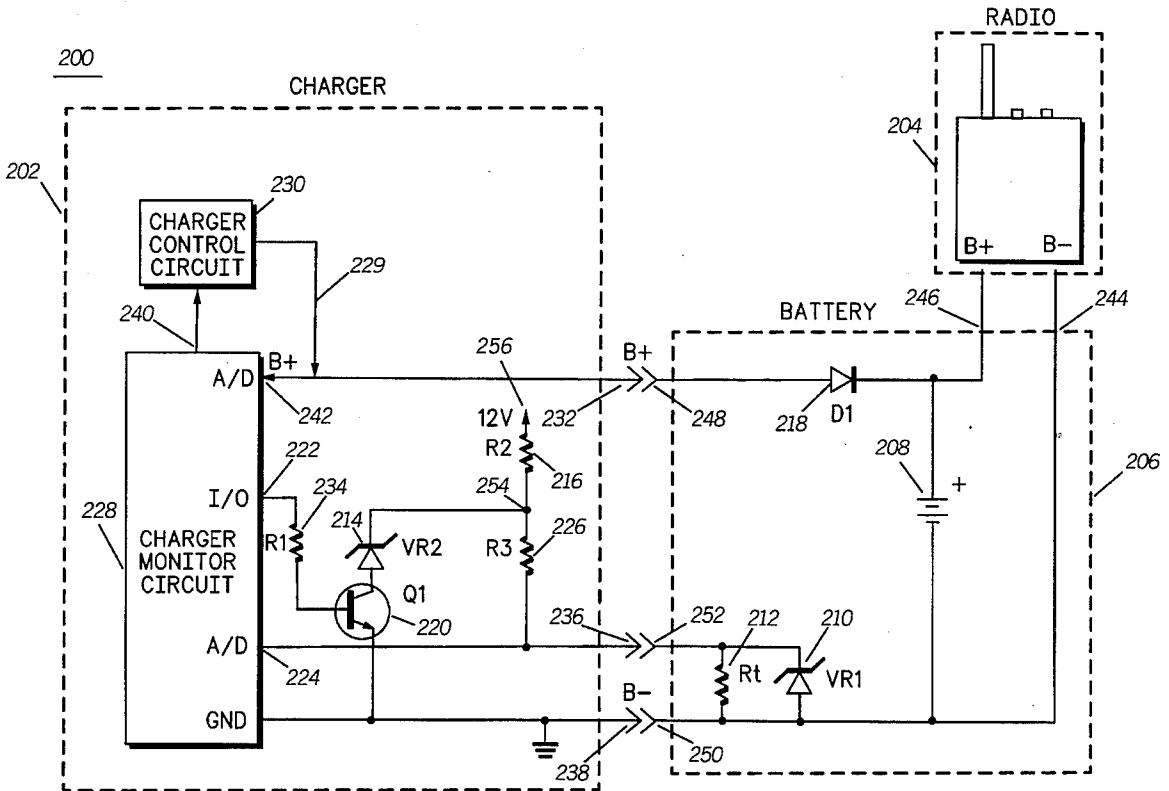 RADIO
200
CHARGER
204
202
230
CHARGER
CONTROL
CIRCUIT
B+ B-
229
246
244
240
BATTERY
256
B+
A/D
B+
242
12V
232
248
218
D1
222
R2
216
208
+
206
I/O
234
254
228
214
226
R1
VR2
R3
CHARGER
MONITOR
CIRCUIT
Q1
220
236
252
212
210
A/D
224
Rt
VR1
B-
GND
238
250